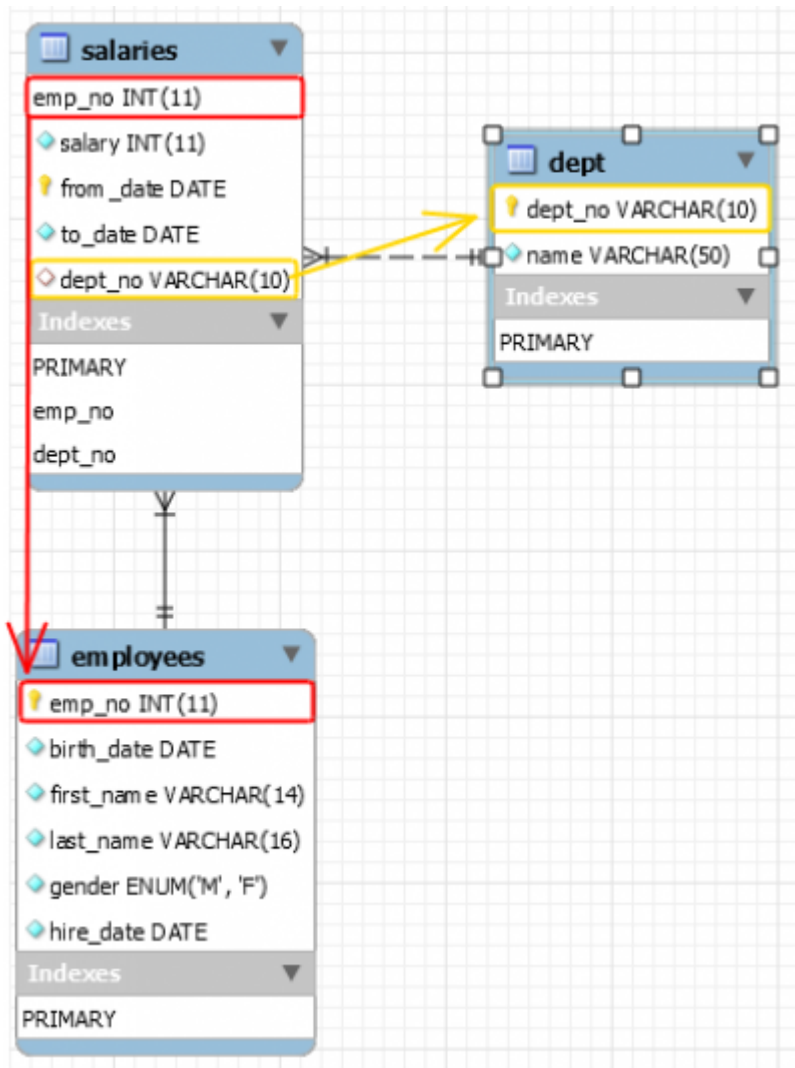 salaries
emp_no INT(11)
salary INT(11)
from_date DATE
to_date DATE
dept_no VARCHAR(10)
Indexes
PRIMARY
emp_no
dept_no
dept
dept_no VARCHAR(10)
name VARCHAR(50)
Indexes
PRIMARY
employees
emp_no INT(11)
birth_date DATE
first_name VARCHAR(14)
last_name VARCHAR(16)
gender ENUM('M', 'F')
hire_date DATE
Indexes
PRIMARY